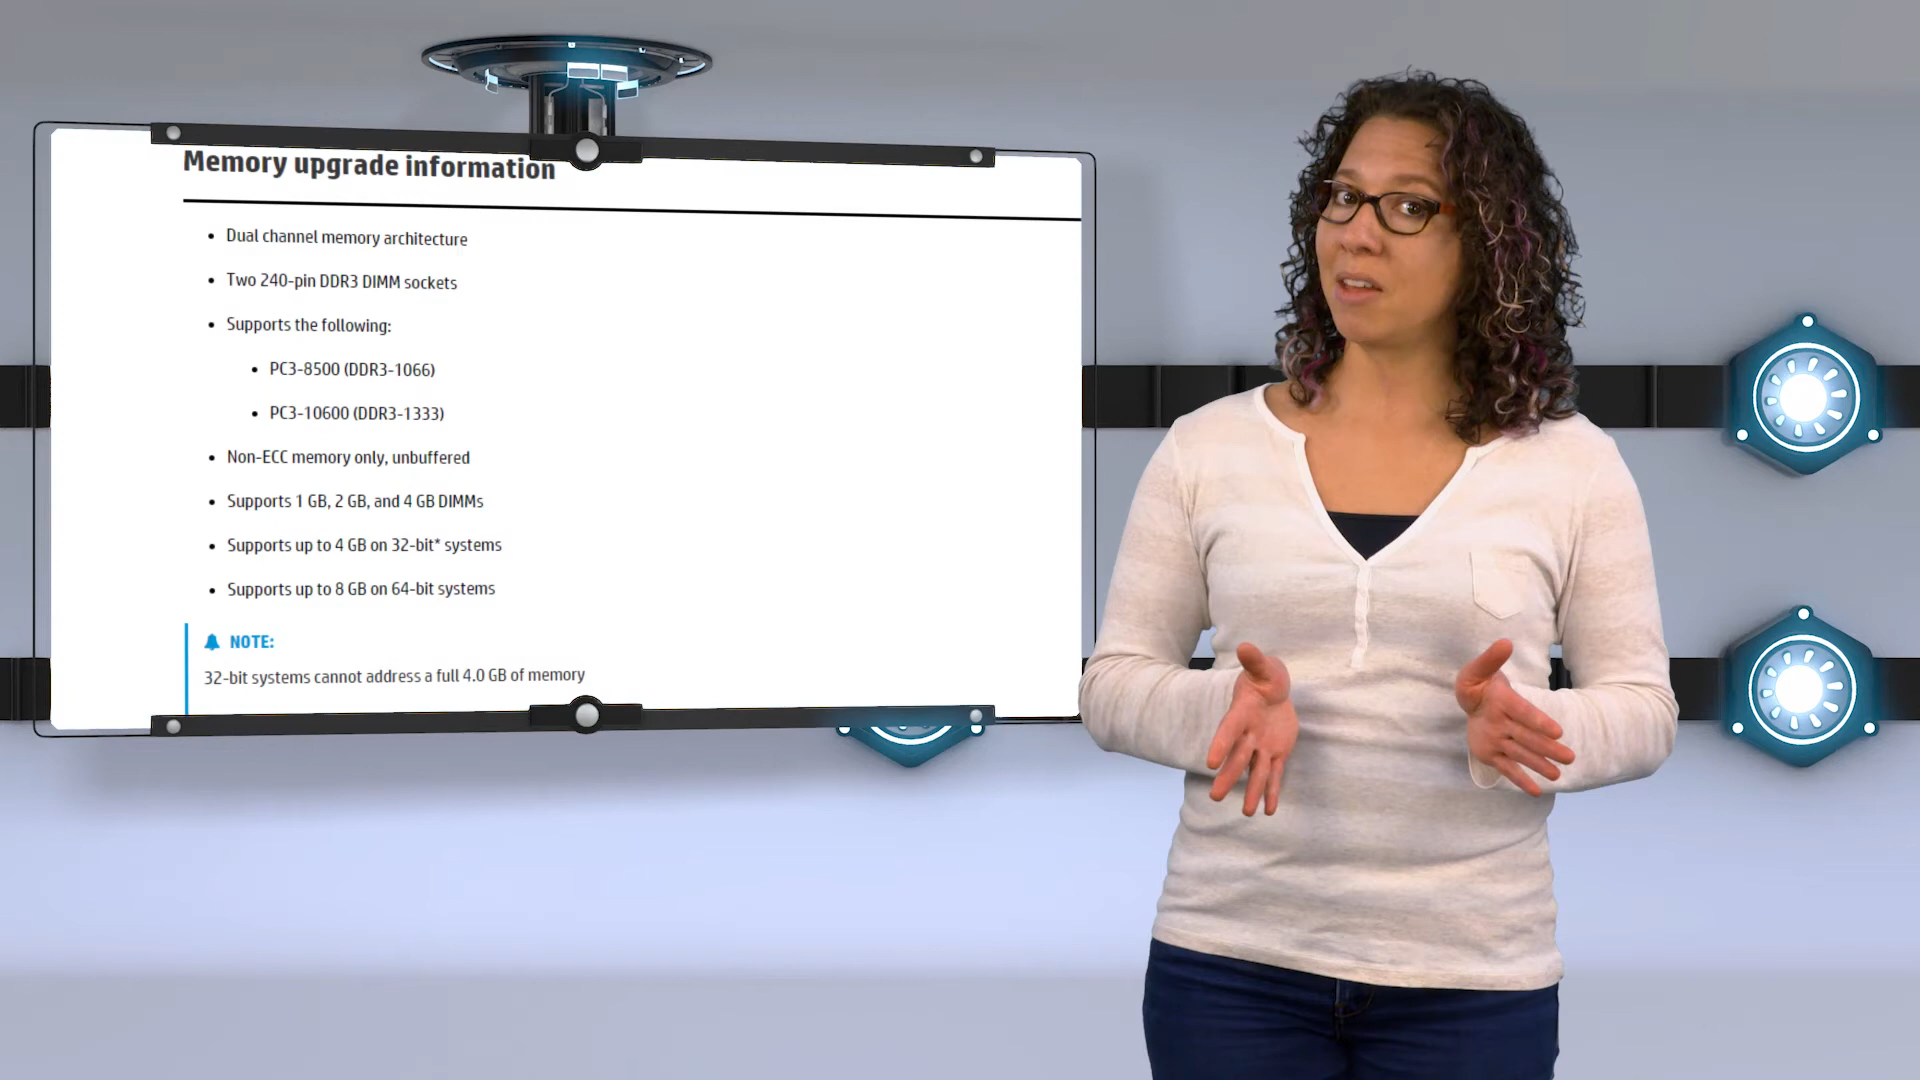 Memory upgrade information
• Dual channel memory architecture
• Two 240-pin DDR3 DIMM sockets
• Supports the following:
• PC3-8500 (DDR3-1066)
• PC3-10600 (DDR3-1333)
• Non-ECC memory only, unbuffered
• Supports 1 GB, 2 GB, and 4 GB DIMMs
• Supports up to 4 GB on 32-bit* systems
• Supports up to 8 GB on 64-bit systems
NOTE:
32-bit systems cannot address a full 4.0 GB of memory